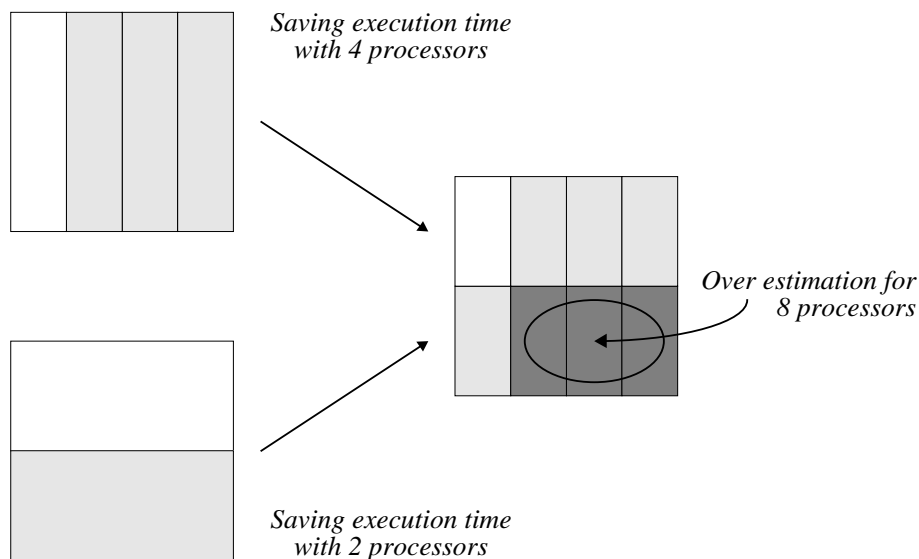 Saving execution time
with 4 processors
Over estimation for
8 processors
Saving execution time
with 2 processors